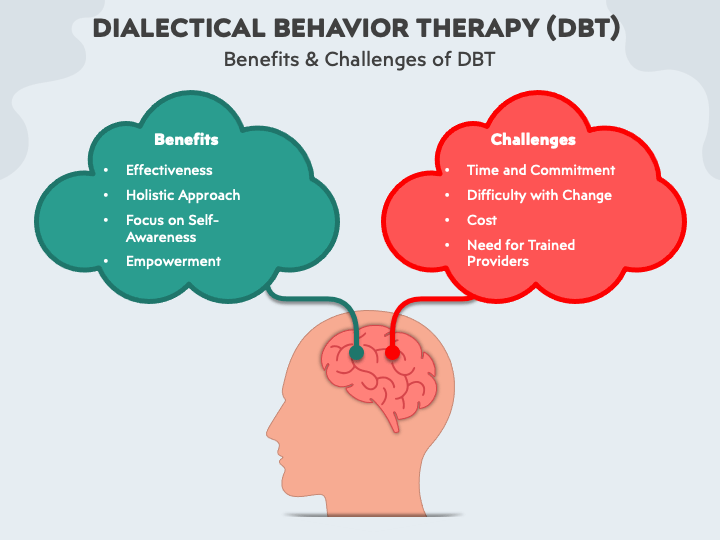 DIALECTICAL BEHAVIOR THERAPY (DBT)
Benefits & Challenges of DBT
Benefits
• Effectiveness
• Holistic Approach
• Focus on Self-
Awareness
• Empowerment
Challenges
• Time and Commitment
• Difficulty with Change
• Cost
• Need for Trained
Providers